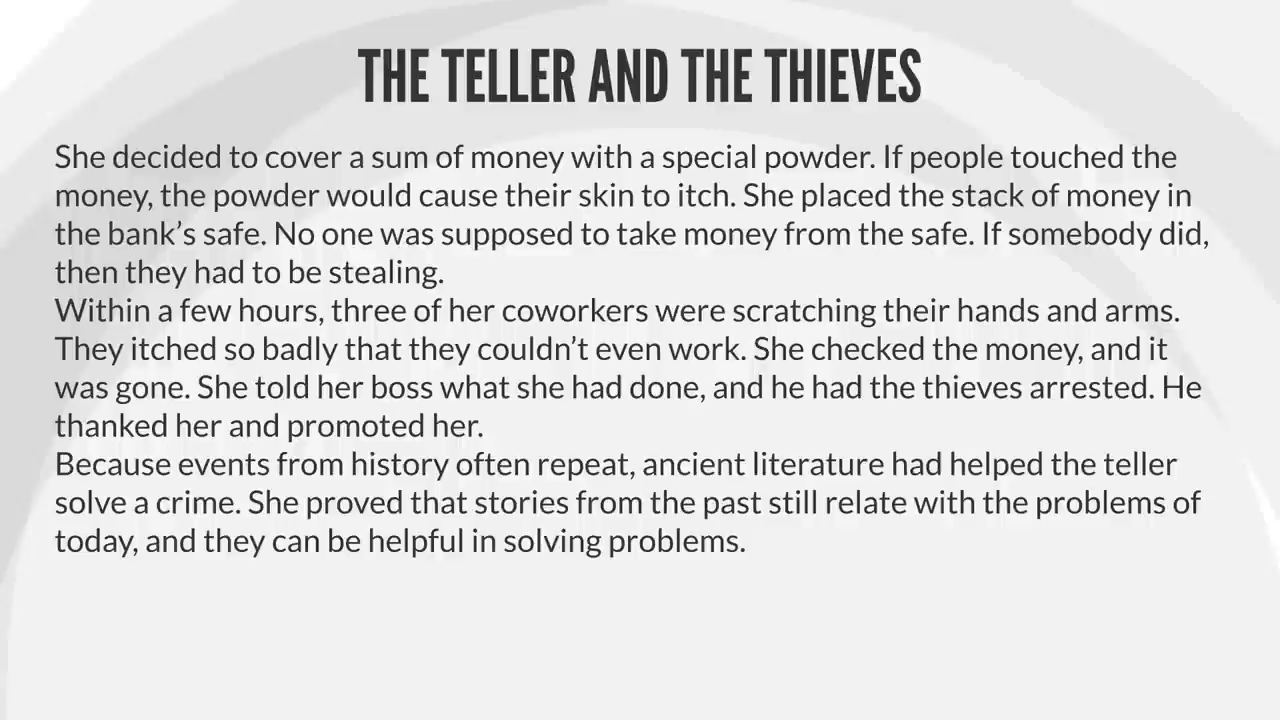 THE TELLER AND THE THIEVES
She decided to cover a sum of money with a special powder. If people touched the
money, the powder would cause their skin to itch. She placed the stack of money in
the bank’s safe. No one was supposed to take money from the safe. If somebody did,
then they had to be stealing.
Within a few hours, three of her coworkers were scratching their hands and arms.
They itched so badly that they couldn’t even work. She checked the money, and it
was gone. She told her boss what she had done, and he had the thieves arrested. He
thanked her and promoted her.
Because events from history often repeat, ancient literature had helped the teller
solve a crime. She proved that stories from the past still relate with the problems of
today, and they can be helpful in solving problems.